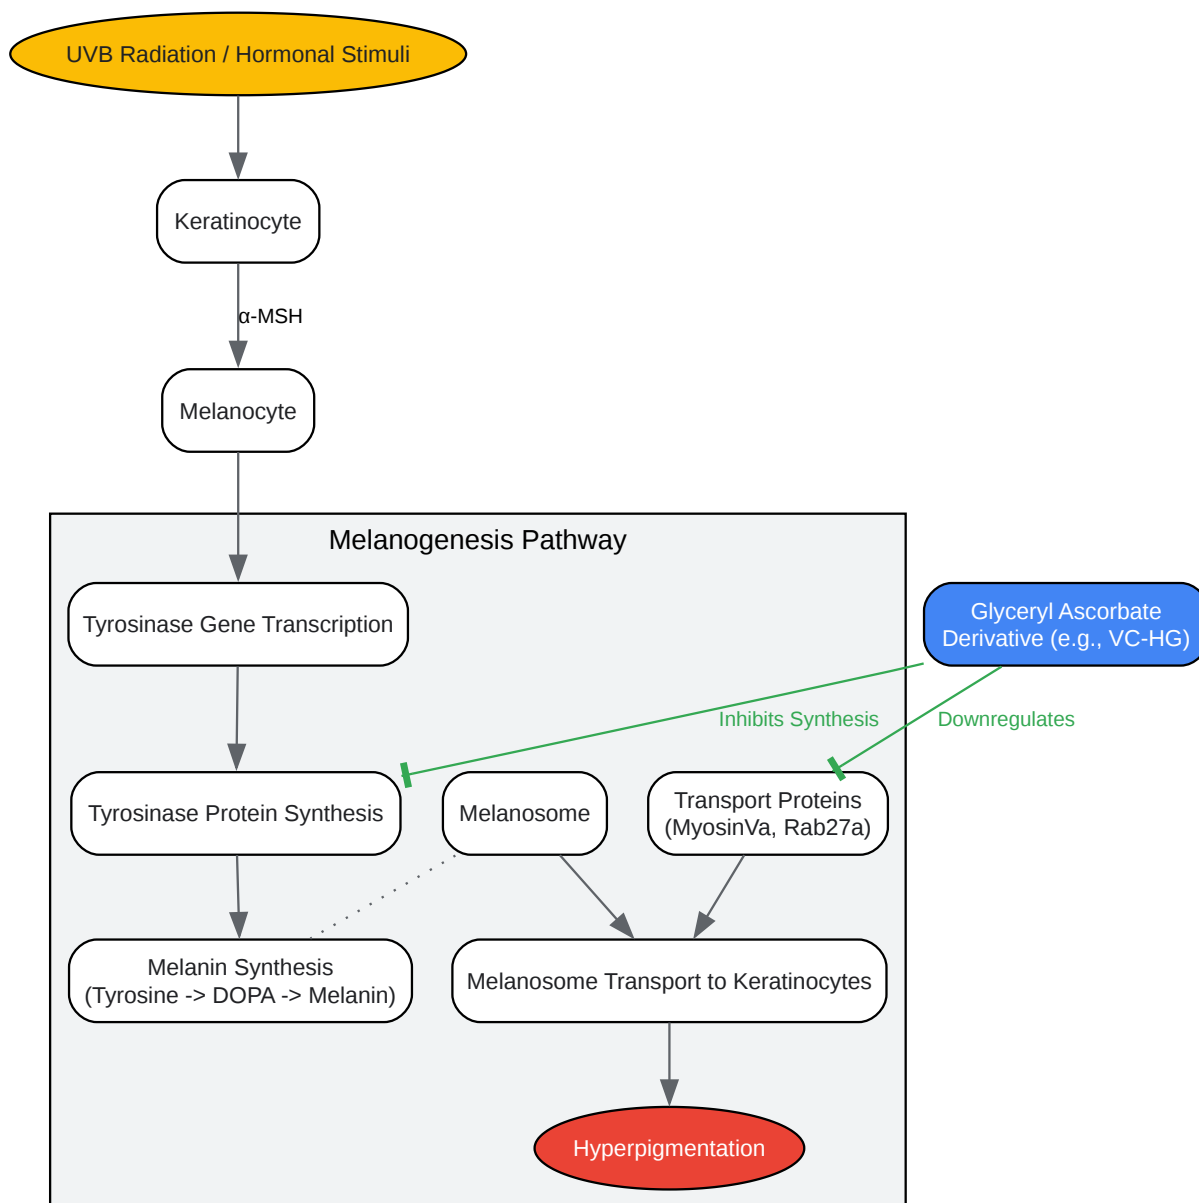 UVB Radiation / Hormonal Stimuli
Keratinocyte
α-MSH
Melanocyte
Melanogenesis Pathway
Tyrosinase Gene Transcription
Glyceryl Ascorbate
Derivative (e.g., VC-HG)
Inhibits Synthesis
Downregulates
Tyrosinase Protein Synthesis
Melanosome
Transport Proteins
(MyosinVa, Rab27a)
Melanin Synthesis
(Tyrosine -> DOPA -> Melanin)
Melanosome Transport to Keratinocytes
Hyperpigmentation